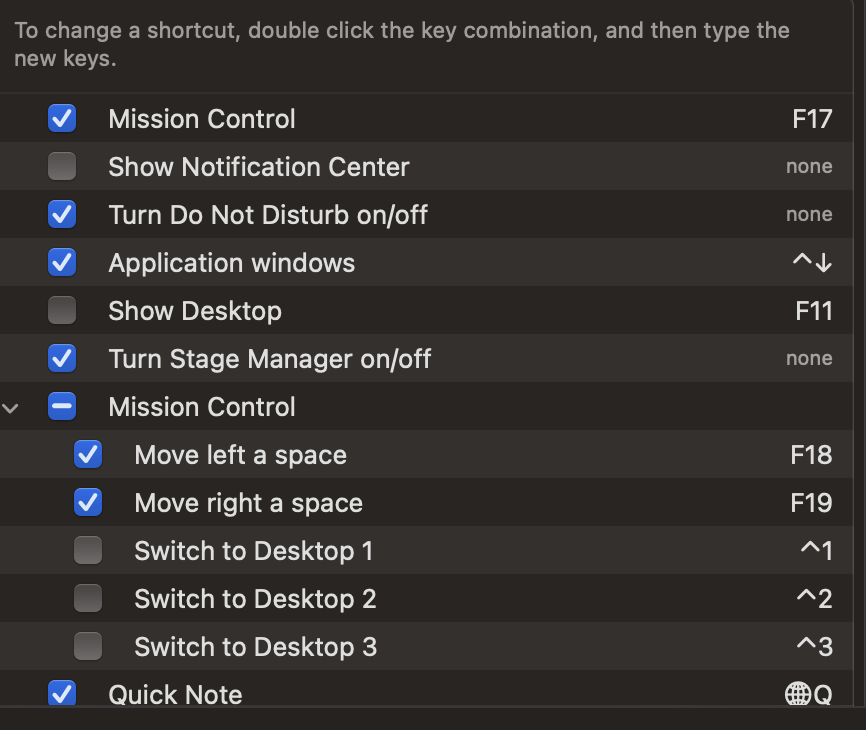 To change a shortcut, double click the key combination, and then type the
new keys.
Mission Control F17
Show Notification Center none
Turn Do Not Disturb on/off none
Application windows ^↓
Show Desktop F11
Turn Stage Manager on/off none
Mission Control
Move left a space F18
Move right a space F19
Switch to Desktop 1 ^1
Switch to Desktop 2 ^2
Switch to Desktop 3 ^3
Quick Note 🌐Q